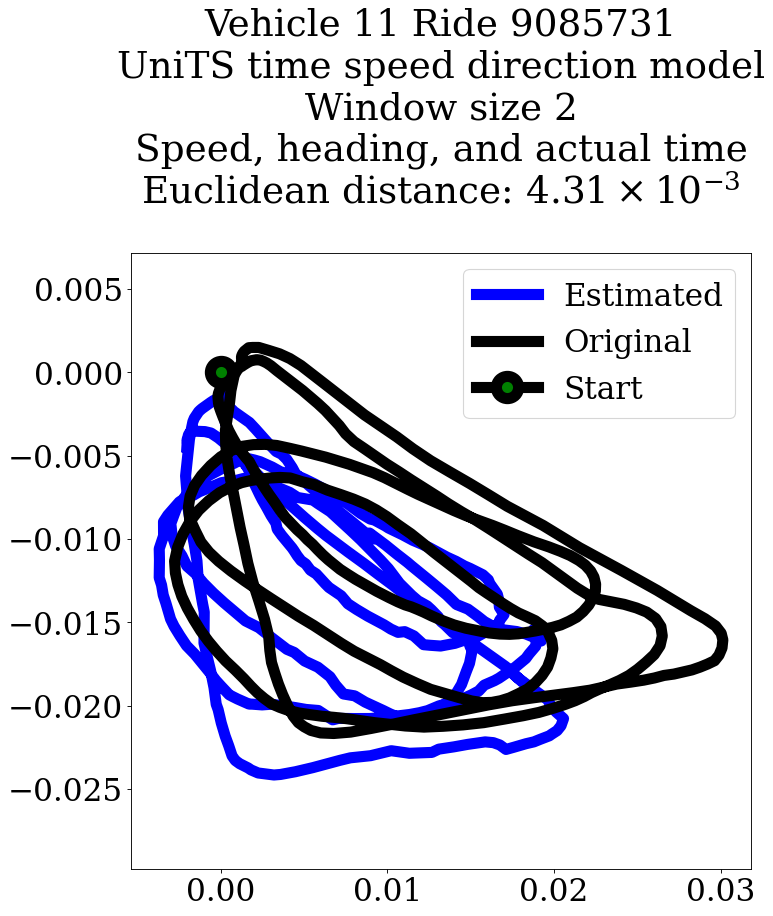 Vehicle 11 Ride 9085731
UniTS time speed direction model
Window size 2
Speed, heading, and actual time
Euclidean distance: 4.31 × 10⁻³
Estimated
Original
Start
0.005
0.000
−0.005
−0.010
−0.015
−0.020
−0.025
0.00 0.01 0.02 0.03